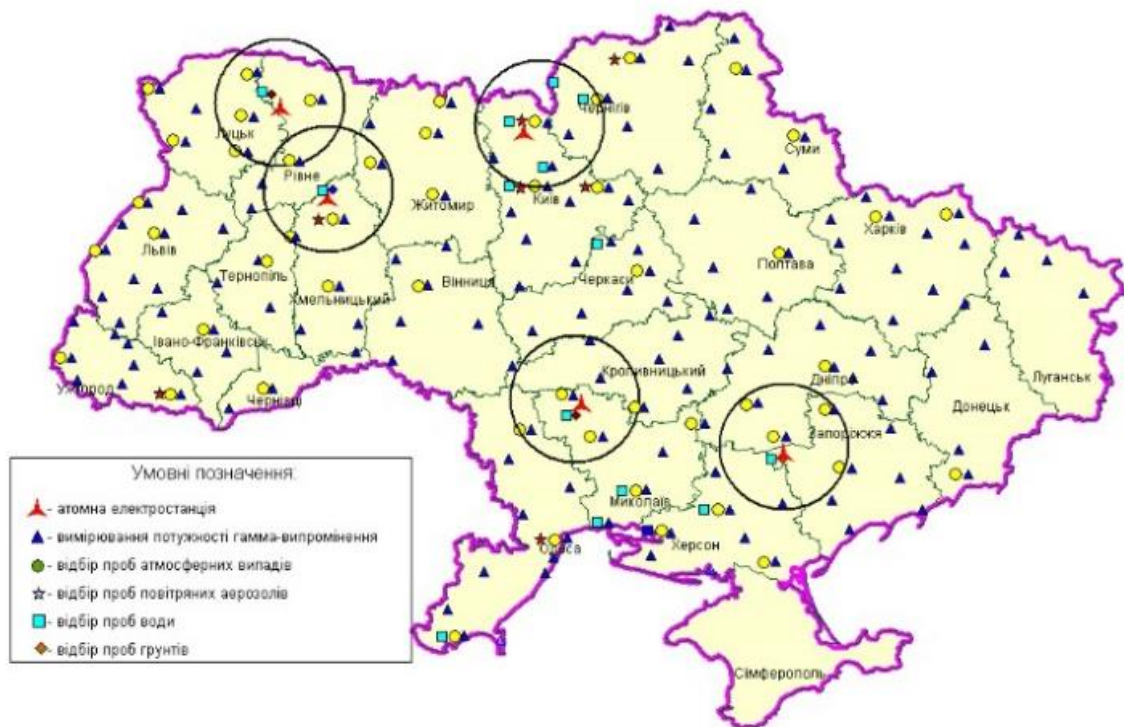 Чернігів
Луцьк
Рівне
Київ
Суми
Житомир
Львів
Харків
Тернопіль
Хмельницький
Вінниця
Черкаси
Полтава
Івано-Франківськ
Ужгород
Чернівці
Кропивницький
Дніпро
Луганськ
Донецьк
Запоріжжя
Миколаїв
Одеса
Херсон
Сімферополь
Умовні позначення:
- атомна електростанція
- вимірювання потужності гамма-випромінення
- відбір проб атмосферних випадів
- відбір проб повітряних аерозолів
- відбір проб води
- відбір проб грунтів